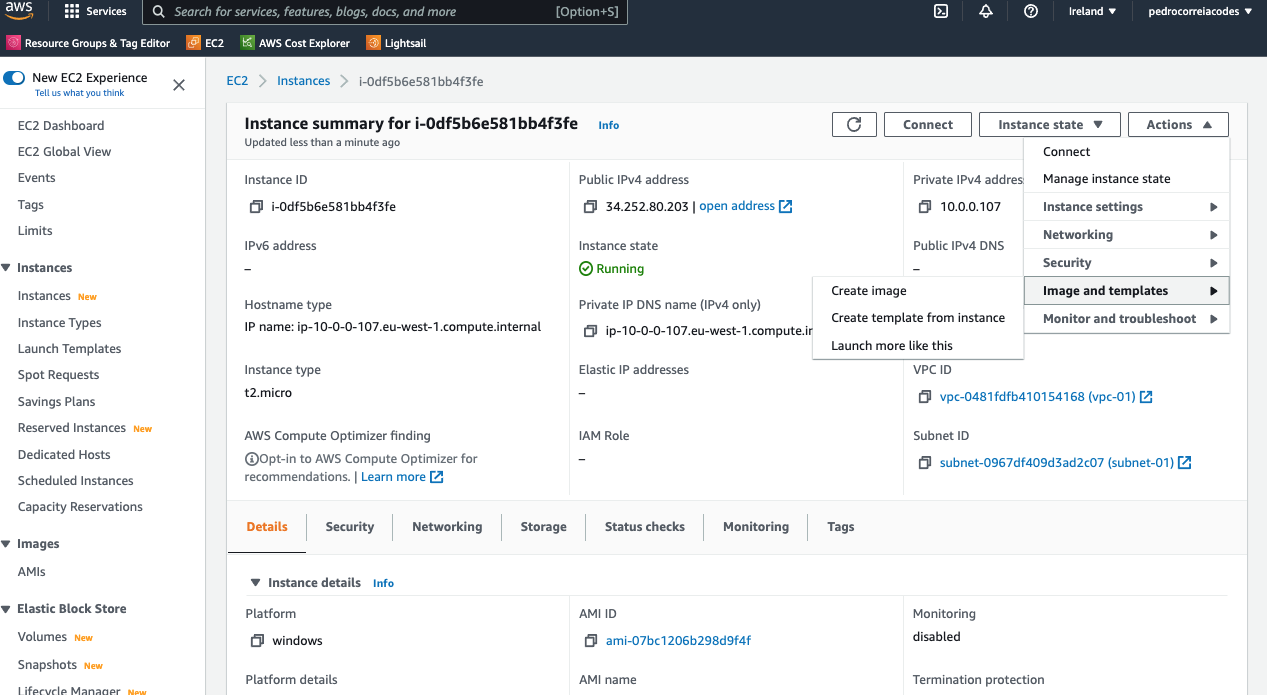 aws
Services
Search for services, features, blogs, docs, and more
[Option+S]
Ireland ▼
pedrocorreiacodes ▼
Resource Groups & Tag Editor
EC2
AWS Cost Explorer
Lightsail
New EC2 Experience
Tell us what you think
EC2 Dashboard
EC2 Global View
Events
Tags
Limits
Instances
Instances New
Instance Types
Launch Templates
Spot Requests
Savings Plans
Reserved Instances New
Dedicated Hosts
Scheduled Instances
Capacity Reservations
Images
AMIs
Elastic Block Store
Volumes New
Snapshots New
Lifecycle Manager New
EC2
Instances
i-0df5b6e581bb4f3fe
Instance summary for i-0df5b6e581bb4f3fe Info
Updated less than a minute ago
Connect
Instance state ▼
Actions ▲
Connect
Manage instance state
Instance settings
Networking
Security
Image and templates
Monitor and troubleshoot
Create image
Create template from instance
Launch more like this
Instance ID
i-0df5b6e581bb4f3fe
Public IPv4 address
34.252.80.203 | open address
Private IPv4 addres
10.0.0.107
IPv6 address
–
Instance state
Running
Public IPv4 DNS
–
Hostname type
IP name: ip-10-0-0-107.eu-west-1.compute.internal
Private IP DNS name (IPv4 only)
ip-10-0-0-107.eu-west-1.compute.in
Instance type
t2.micro
Elastic IP addresses
–
VPC ID
vpc-0481fdfb410154168 (vpc-01)
AWS Compute Optimizer finding
Opt-in to AWS Compute Optimizer for
recommendations. | Learn more
IAM Role
–
Subnet ID
subnet-0967df409d3ad2c07 (subnet-01)
Details
Security
Networking
Storage
Status checks
Monitoring
Tags
Instance details Info
Platform
windows
AMI ID
ami-07bc1206b298d9f4f
Monitoring
disabled
Platform details
AMI name
Termination protection